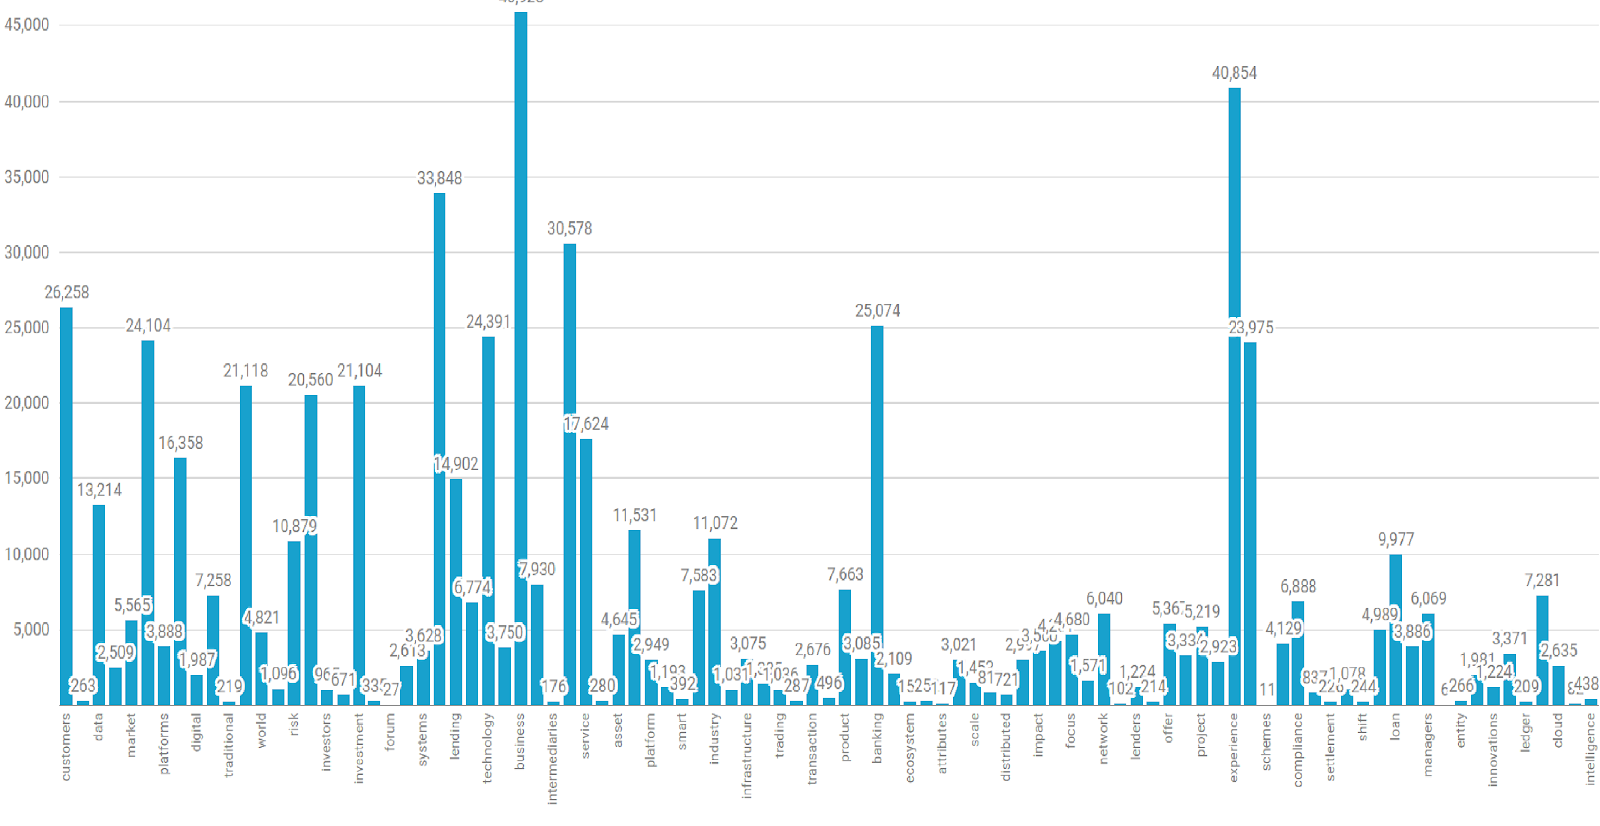 45,000
40,000
35,000
30,000
25,000
20,000
15,000
10,000
5,000
26,258
263
13,214
2,509
5,565
24,104
3,888
16,358
1,987
7,258
219
21,118
4,821
1,096
10,879
20,560
671
21,104
27
3,628
33,848
14,902
6,774
24,391
3,750
7,930
176
30,578
17,624
280
4,645
11,531
2,949
1,193
392
7,583
11,072
1,031
3,075
1,036
287
2,676
496
7,663
3,085
25,074
2,109
117
3,021
721
4,680
1,571
6,040
102
1,224
214
5,219
2,923
40,854
23,975
11
4,129
6,888
1,078
244
4,989
9,977
3,886
6,069
266
1,981
1,224
3,371
209
7,281
2,635
438
customers
data
market
platforms
digital
traditional
world
risk
investors
investment
forum
systems
lending
technology
business
intermediaries
service
asset
platform
smart
industry
infrastructure
trading
transaction
product
banking
ecosystem
attributes
scale
distributed
impact
focus
network
lenders
offer
project
experience
schemes
compliance
settlement
shift
loan
managers
entity
innovations
ledger
cloud
intelligence